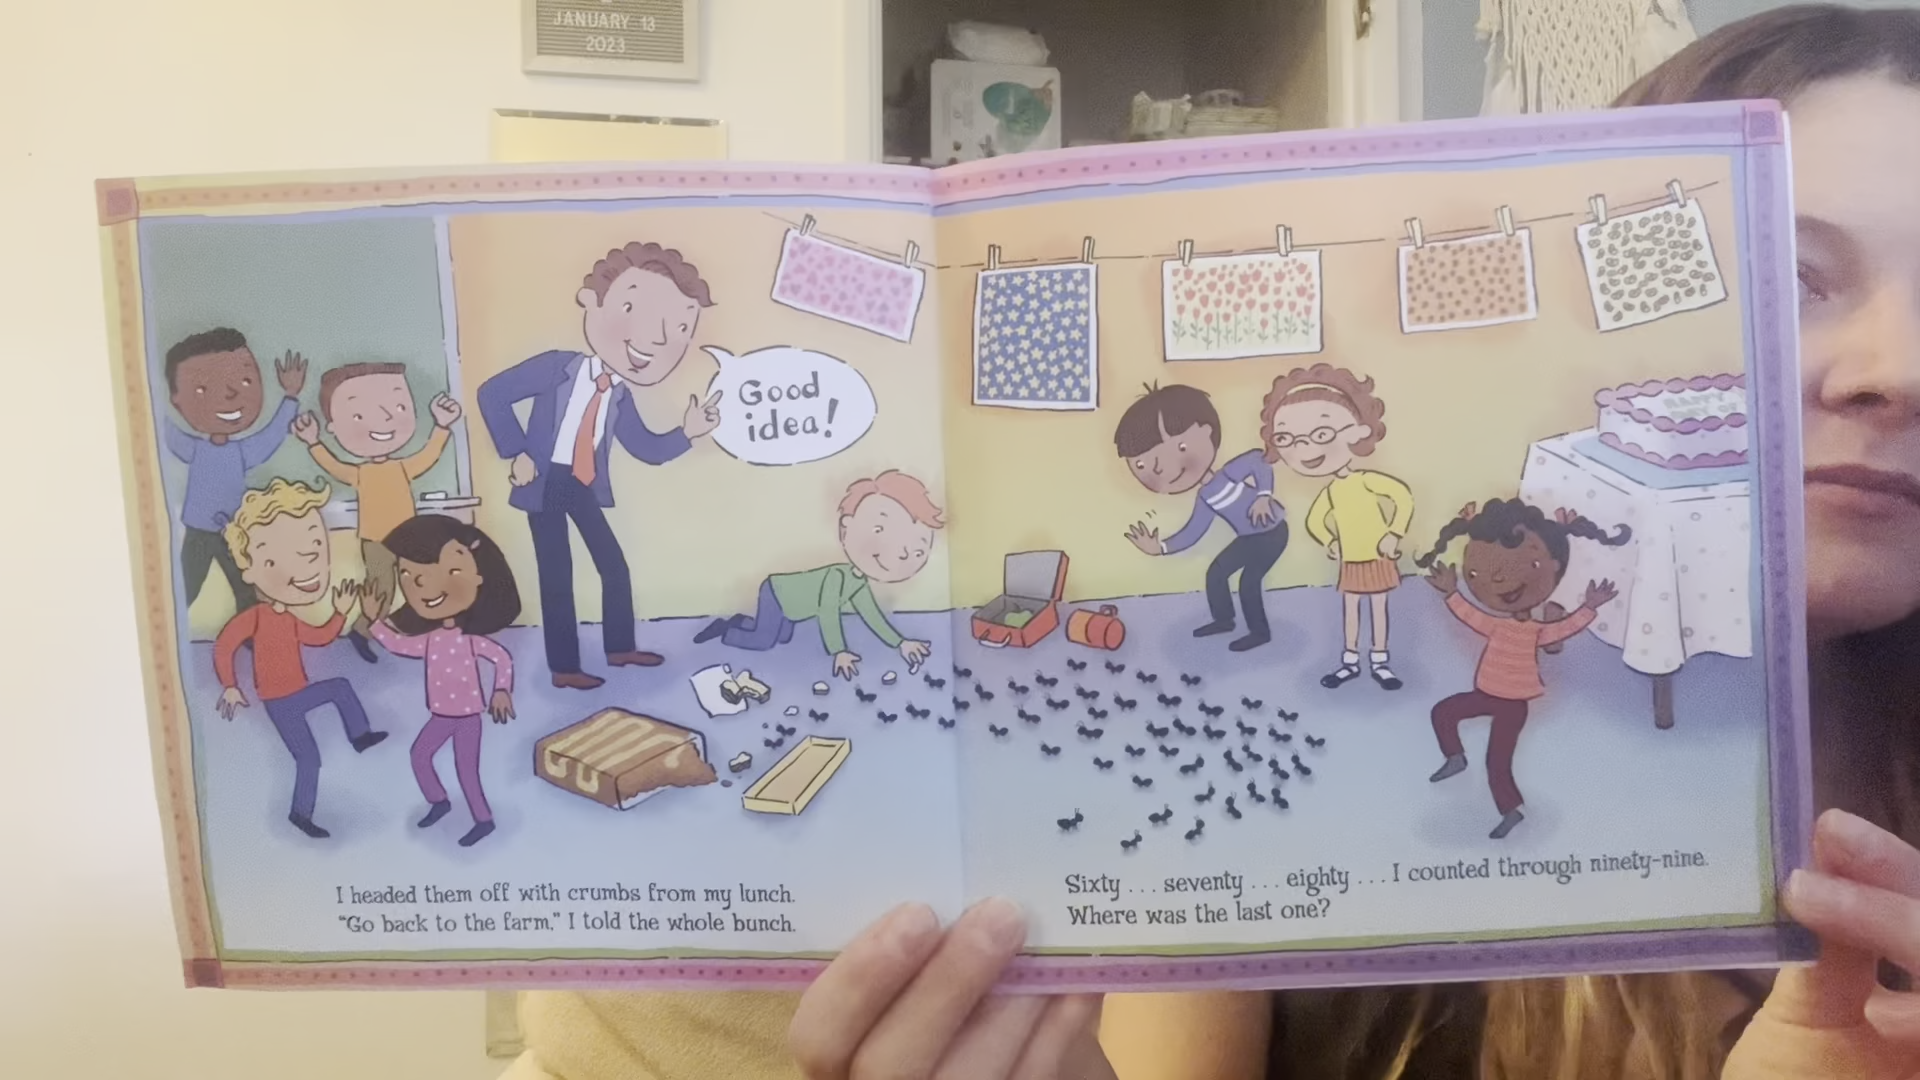 JANUARY 13
2023
Good
idea!
I headed them off with crumbs from my lunch.
"Go back to the farm," I told the whole bunch.
Sixty . . . seventy . . . eighty . . . I counted through ninety-nine.
Where was the last one?